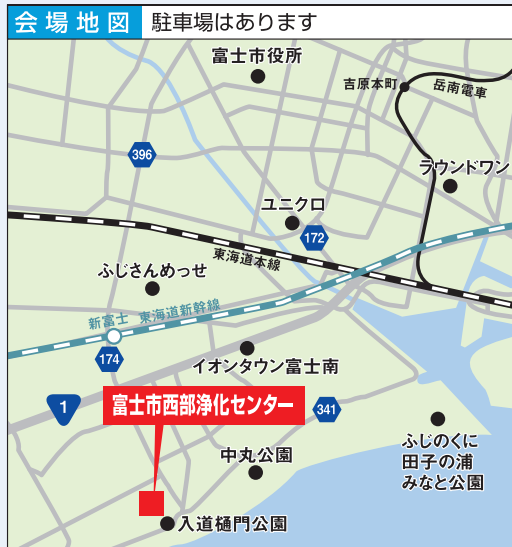 会場地図 駐車場はあります
富士市役所
吉原本町
岳南電車
396
ラウンドワン
ユニクロ
172
東海道本線
ふじさんめっせ
新富士 東海道新幹線
174
イオンタウン富士南
1
富士市西部浄化センター
341
中丸公園
ふじのくに
田子の浦
みなと公園
入道樋門公園